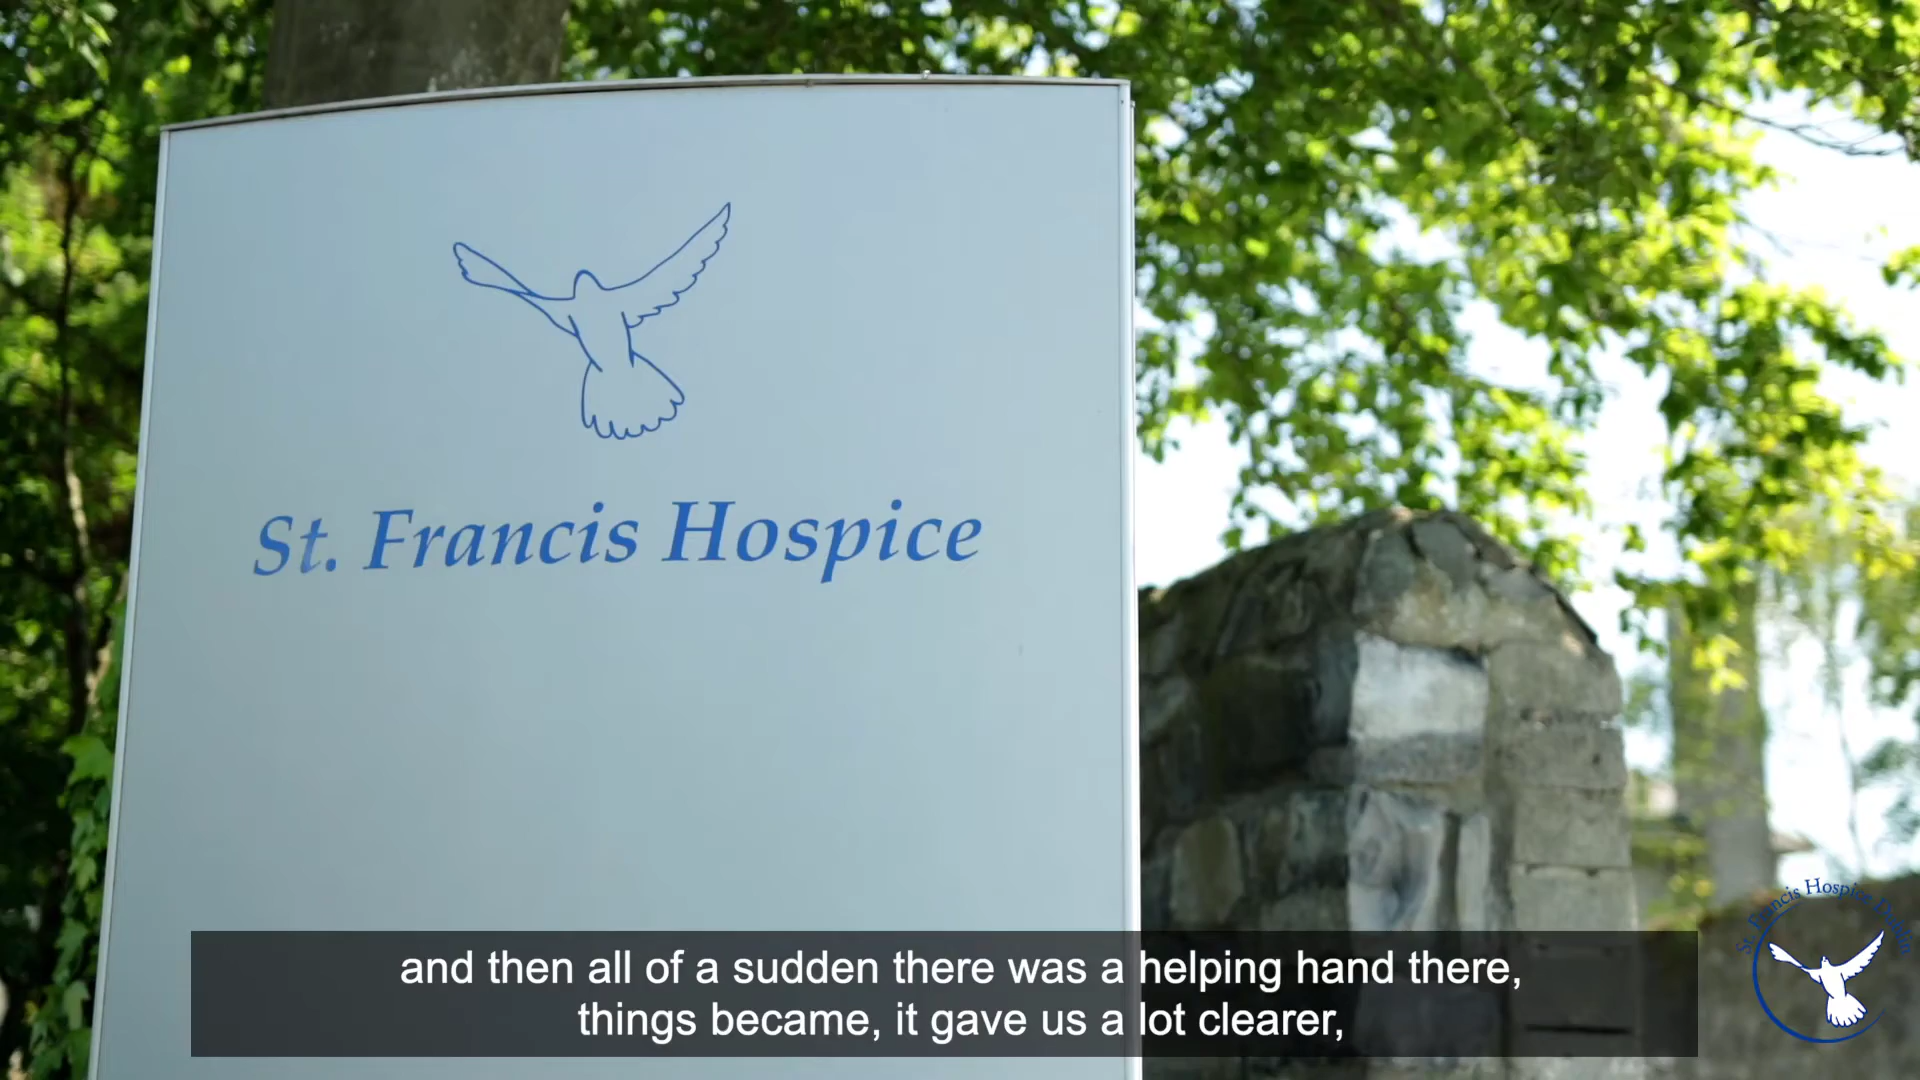 St. Francis Hospice
and then all of a sudden there was a helping hand there,
things became, it gave us a lot clearer,
St. Francis Hospice Dublin